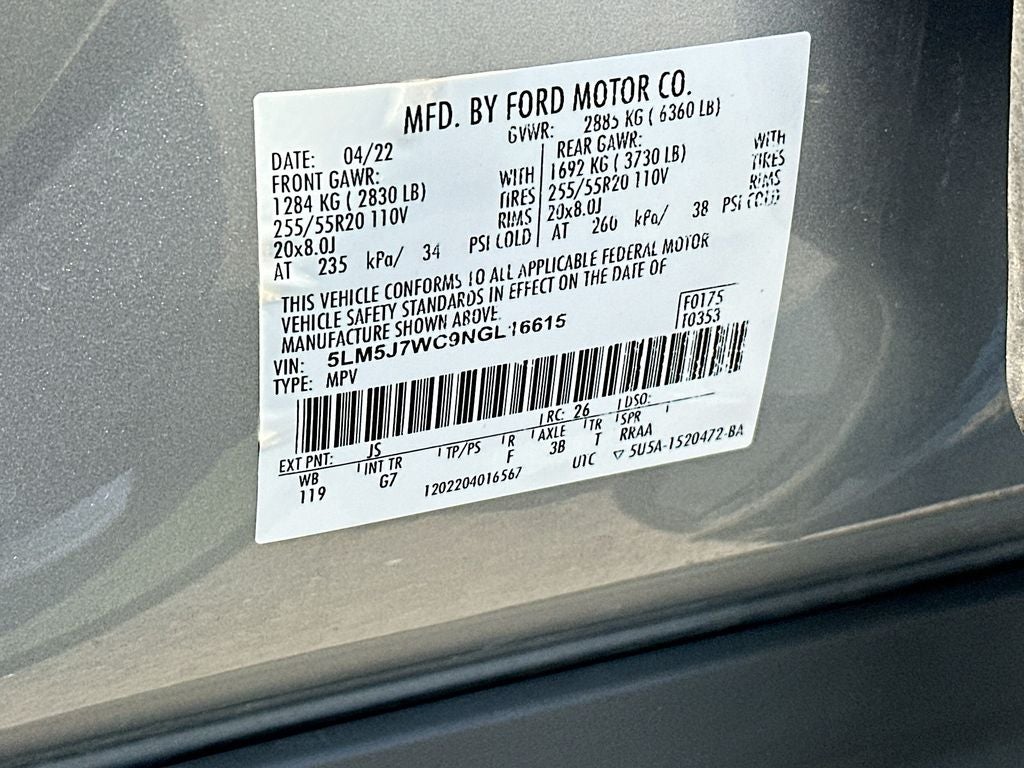 MFD. BY FORD MOTOR CO.
DATE: 04/22 GVWR: 2885 KG ( 6360 LB)
FRONT GAWR: REAR GAWR:
1284 KG ( 2830 LB) WITH 1692 KG ( 3730 LB) WITH
255/55R20 110V TIRES 255/55R20 110V TIRES
20x8.0J RIMS 20x8.0J RIMS
AT 235 kPa/ 34 PSI COLD AT 260 kPa/ 38 PSI COLD
THIS VEHICLE CONFORMS TO ALL APPLICABLE FEDERAL MOTOR
VEHICLE SAFETY STANDARDS IN EFFECT ON THE DATE OF
MANUFACTURE SHOWN ABOVE.
F0175
T0353
VIN: 5LM5J7WC9NGL16615
TYPE: MPV
EXT PNT: JS RC: 26 DSO:
WB INT TR TP/PS R AXLE TR SPR
119 G7 F 3B T RRAA
1202204016567 UTC ▽ 5U5A-1520472-BA